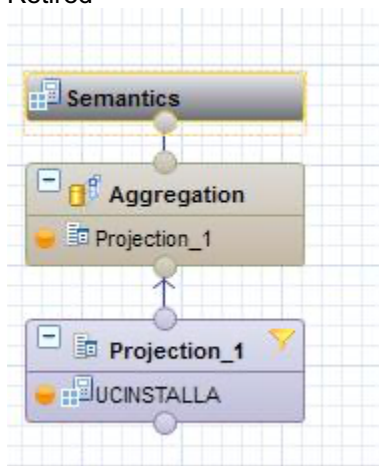 Retired
Semantics
Aggregation
Projection_1
Projection_1
UCINSTALLA